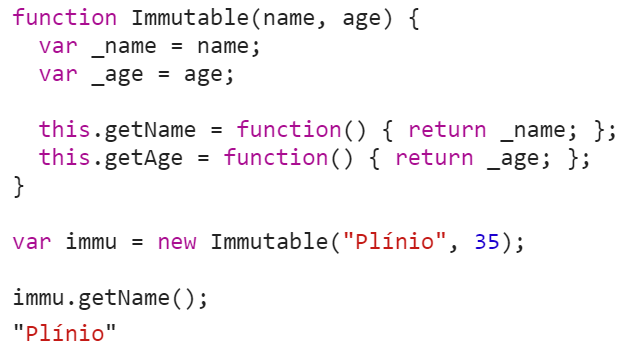 function Immutable(name, age) {
  var _name = name;
  var _age = age;

  this.getName = function() { return _name; };
  this.getAge = function() { return _age; };
}

var immu = new Immutable("Plínio", 35);

immu.getName();
"Plínio"